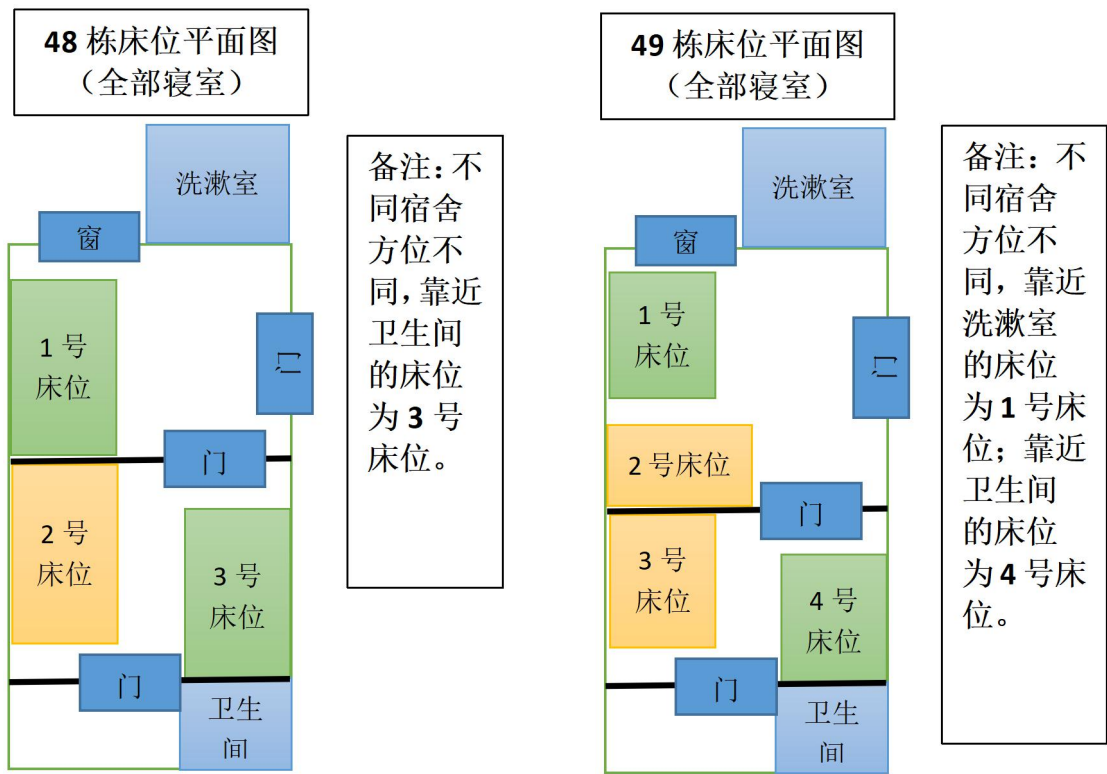 48 栋床位平面图
（全部寝室）
洗漱室
窗
1 号
床位
门
门
2 号
床位
3 号
床位
门
卫生
间
备注：不
同宿舍
方位不
同，靠近
卫生间
的床位
为 3 号
床位。
49 栋床位平面图
（全部寝室）
洗漱室
窗
1 号
床位
门
2 号床位
门
3 号
床位
4 号
床位
门
卫生
间
备注：不
同宿舍
方位不
同，靠近
洗漱室
的床位
为 1 号床
位；靠近
卫生间
的床位
为 4 号床
位。